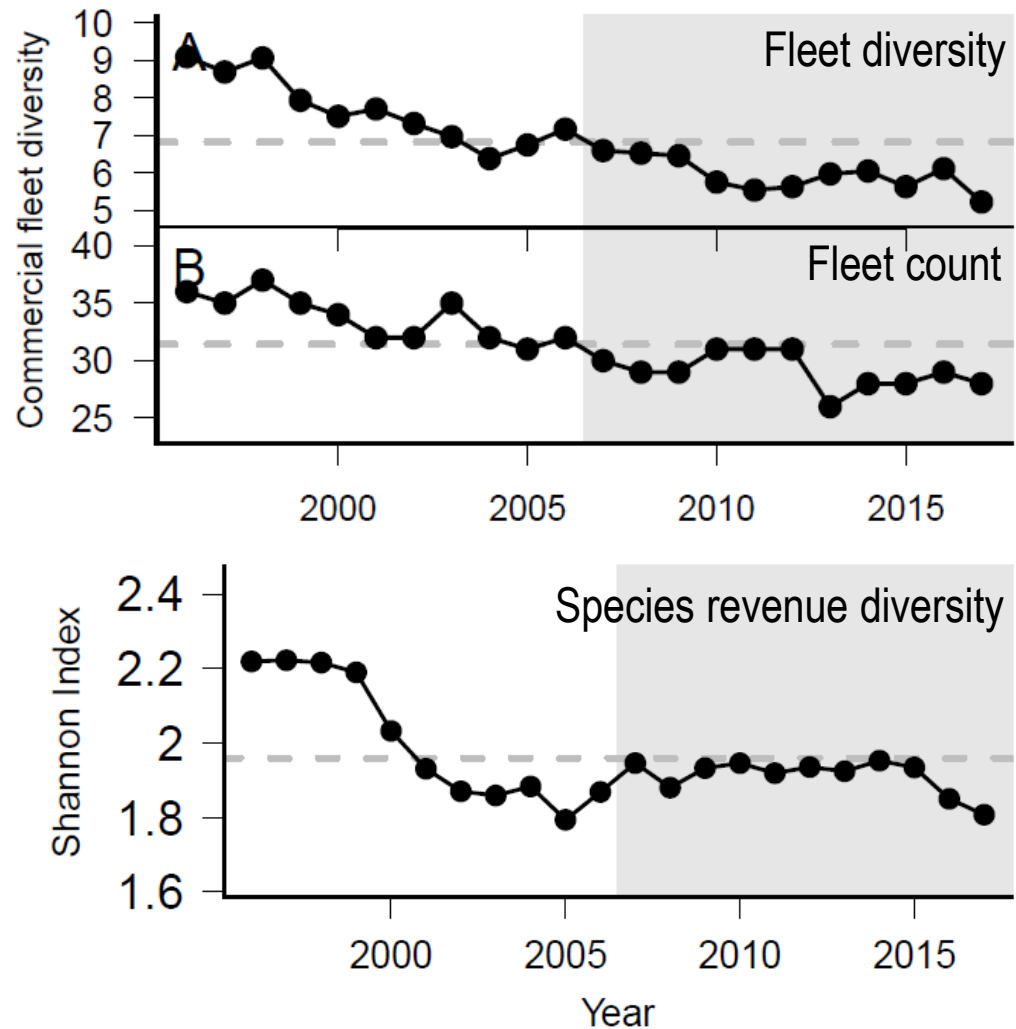 Commercial fleet diversity
10
9
8
7
6
5
A
Fleet diversity
40
35
30
25
B
Fleet count
2000 2005 2010 2015
Shannon Index
2.4
2.2
2
1.8
1.6
Species revenue diversity
2000 2005 2010 2015
Year